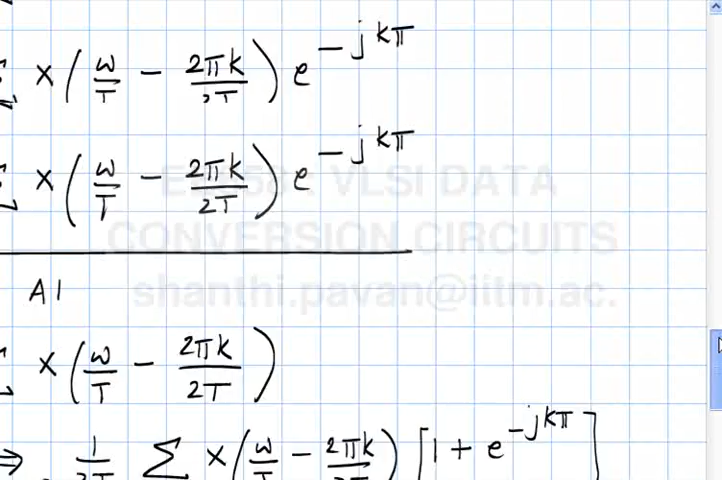 Σ X(ω/T − 2πk/2T) e^{−jkπ}
Σ X(ω/T − 2πk/2T) e^{−jkπ}
VLSI DATA
CONVERSION CIRCUITS
A1
shanthi.pavan@iitm.ac.
Σ X(ω/T − 2πk/2T)
⇒ 1/2T Σ X(ω/T − 2πk/2T) [1 + e^{−jkπ}]